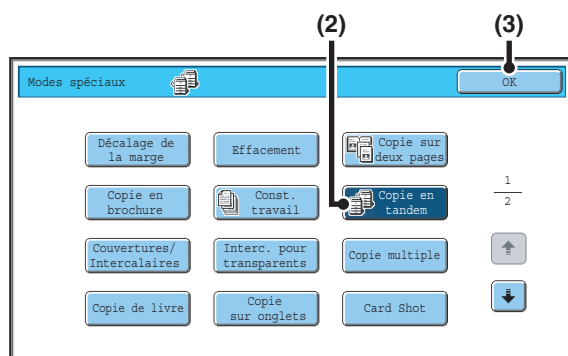 (2)
(3)
Modes spéciaux
OK
Décalage de
la marge
Effacement
Copie sur
deux pages
Copie en
brochure
Const.
travail
Copie en
tandem
1
2
Couvertures/
Intercalaires
Interc. pour
transparents
Copie multiple
Copie de livre
Copie
sur onglets
Card Shot